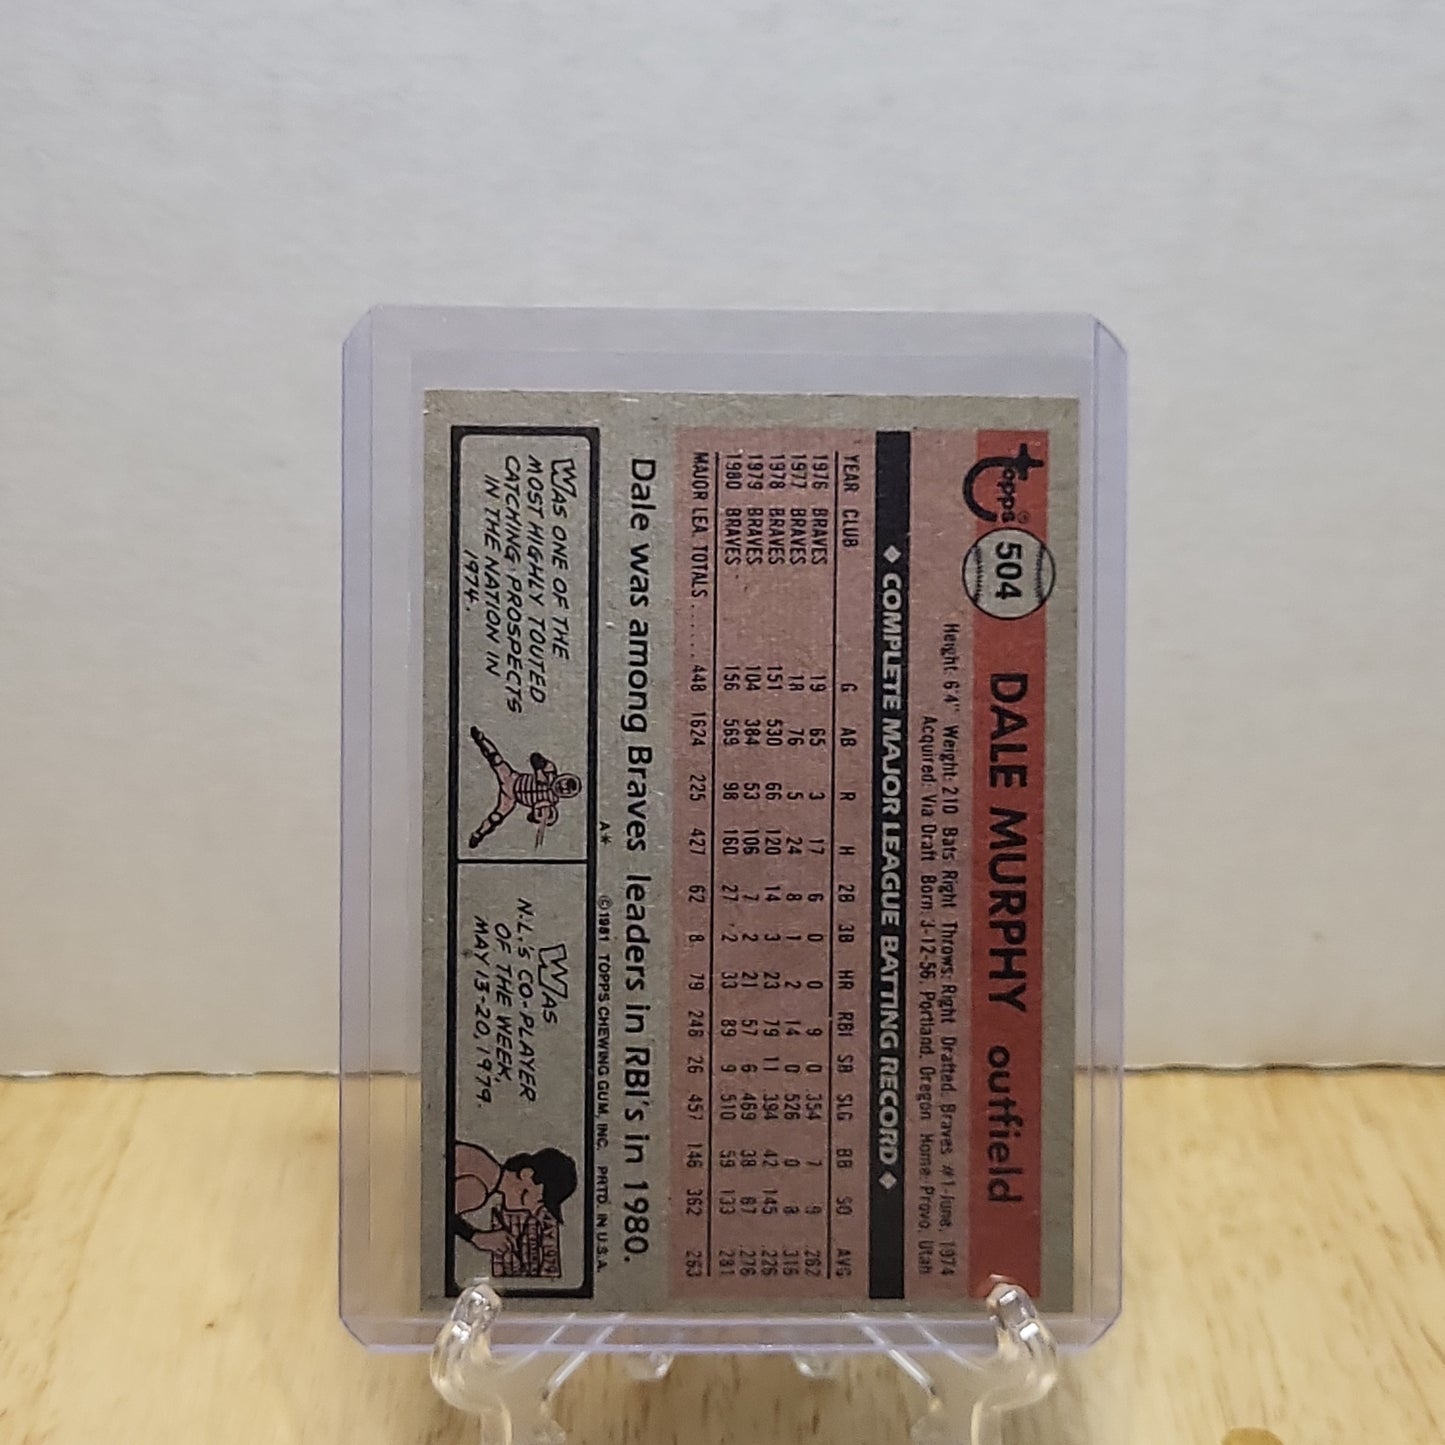 Topps®
504
DALE MURPHY outfield
Height: 6'4" Weight: 210 Bats: Right Throws: Right Drafted: Braves #1-June, 1974
Acquired: Via Draft Born: 3-12-56, Portland, Oregon Home: Provo, Utah
◆ COMPLETE MAJOR LEAGUE BATTING RECORD ◆
YEAR CLUB G AB R H 2B 3B HR RBI SB SLG BB SO AVG
1976 BRAVES 19 65 3 17 6 0 0 9 0 .354 7 9 .262
1977 BRAVES 18 76 5 24 8 1 2 14 0 .526 0 8 .316
1978 BRAVES 151 530 66 120 14 3 23 79 11 .394 42 145 .226
1979 BRAVES 104 384 53 106 7 2 21 57 6 .469 38 67 .276
1980 BRAVES 156 569 98 160 27 2 33 89 9 .510 59 133 .281
MAJOR LEA. TOTALS...... 448 1624 225 427 62 8 79 248 26 .457 146 362 .263
Dale was among Braves leaders in RBI's in 1980.
A* ©1981 TOPPS CHEWING GUM, INC. PRTD. IN U.S.A.
WAS ONE OF THE
MOST HIGHLY TOUTED
CATCHING PROSPECTS
IN THE NATION IN
1974.
WAS
N.L.'S CO-PLAYER
OF THE WEEK,
MAY 13-20, 1979.
MAY 1979